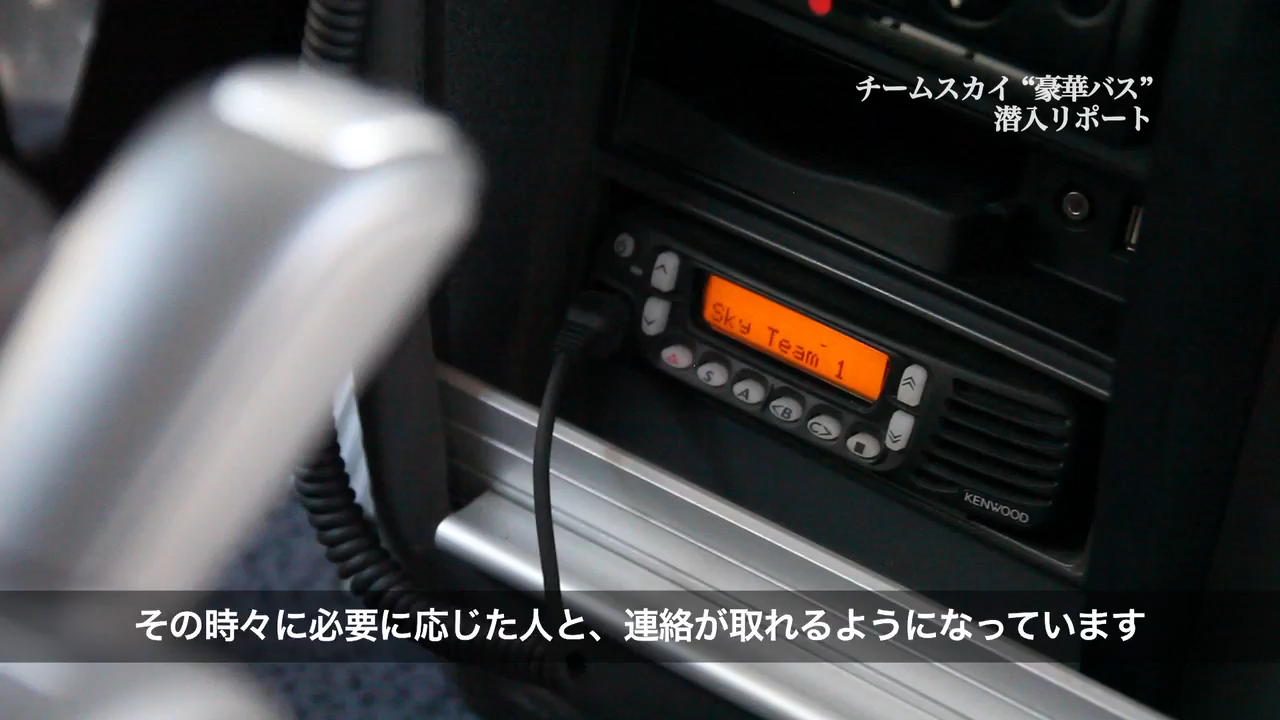 チームスカイ “豪華バス”
潜入リポート
Sky Team 1
S A <B C> ■
KENWOOD
その時々に必要に応じた人と、連絡が取れるようになっています